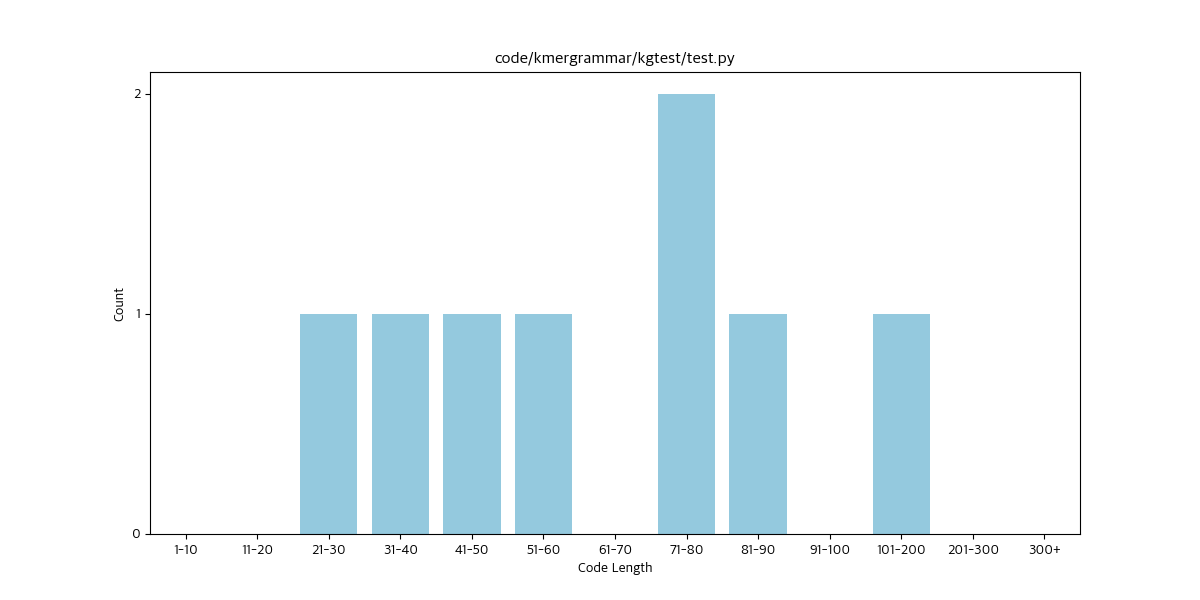 code/kmergrammar/kgtest/test.py
2
1
0
Count
1-10 11-20 21-30 31-40 41-50 51-60 61-70 71-80 81-90 91-100 101-200 201-300 300+
Code Length